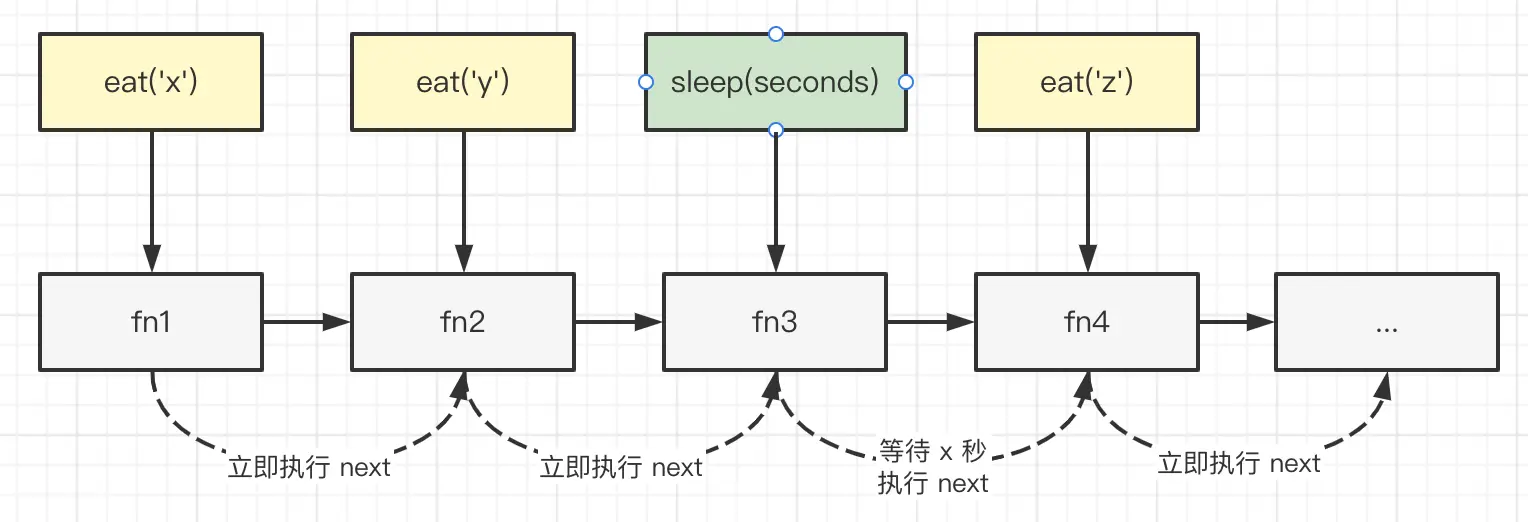 eat('x')
eat('y')
sleep(seconds)
eat('z')
fn1
fn2
fn3
fn4
...
立即执行 next
立即执行 next
等待 x 秒
执行 next
立即执行 next